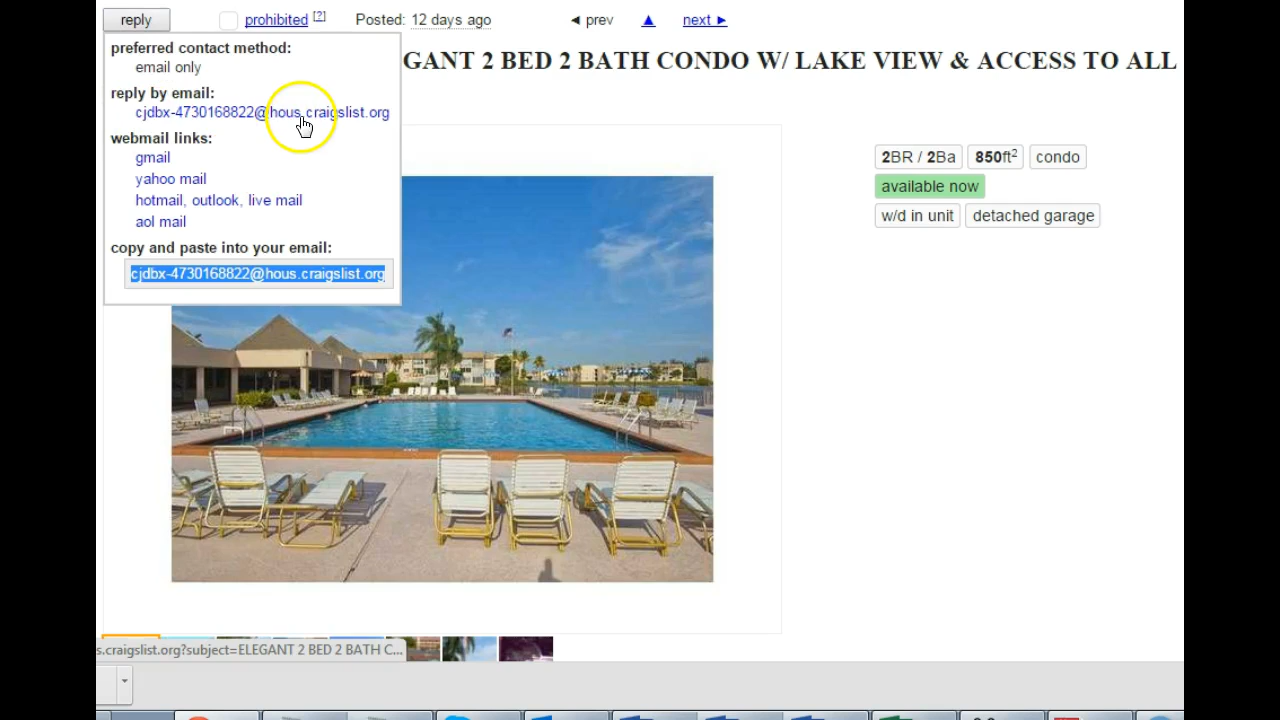 reply prohibited [?] Posted: 12 days ago ◄ prev ▲ next ►
preferred contact method:
email only
GANT 2 BED 2 BATH CONDO W/ LAKE VIEW & ACCESS TO ALL
reply by email:
cjdbx-4730168822@hous.craigslist.org
webmail links:
gmail
yahoo mail
hotmail, outlook, live mail
aol mail
copy and paste into your email:
cjdbx-4730168822@hous.craigslist.org
2BR / 2Ba 850ft² condo
available now
w/d in unit detached garage
s.craigslist.org?subject=ELEGANT 2 BED 2 BATH C...